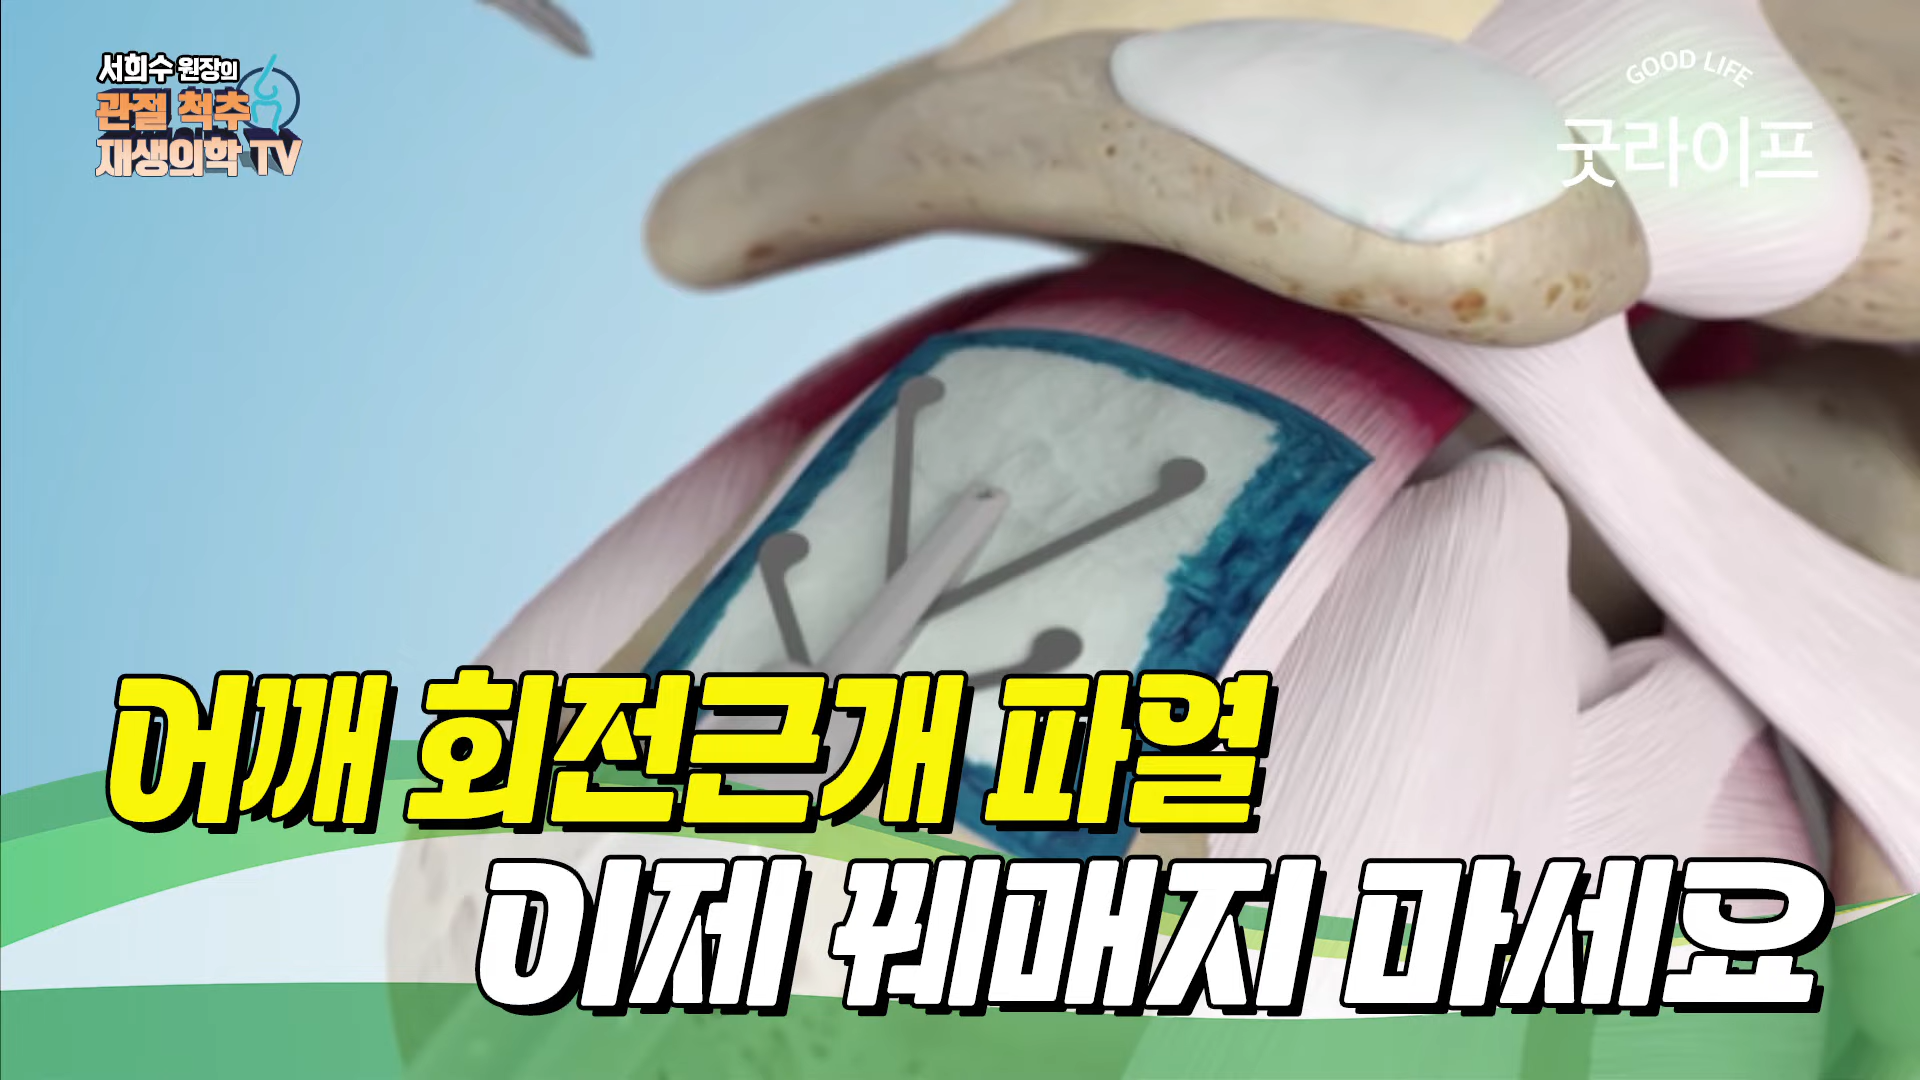 서희수 원장의
관절 척추
재생의학 TV
GOOD LIFE
굿라이프
어깨 회전근개 파열
이제 꿰매지 마세요